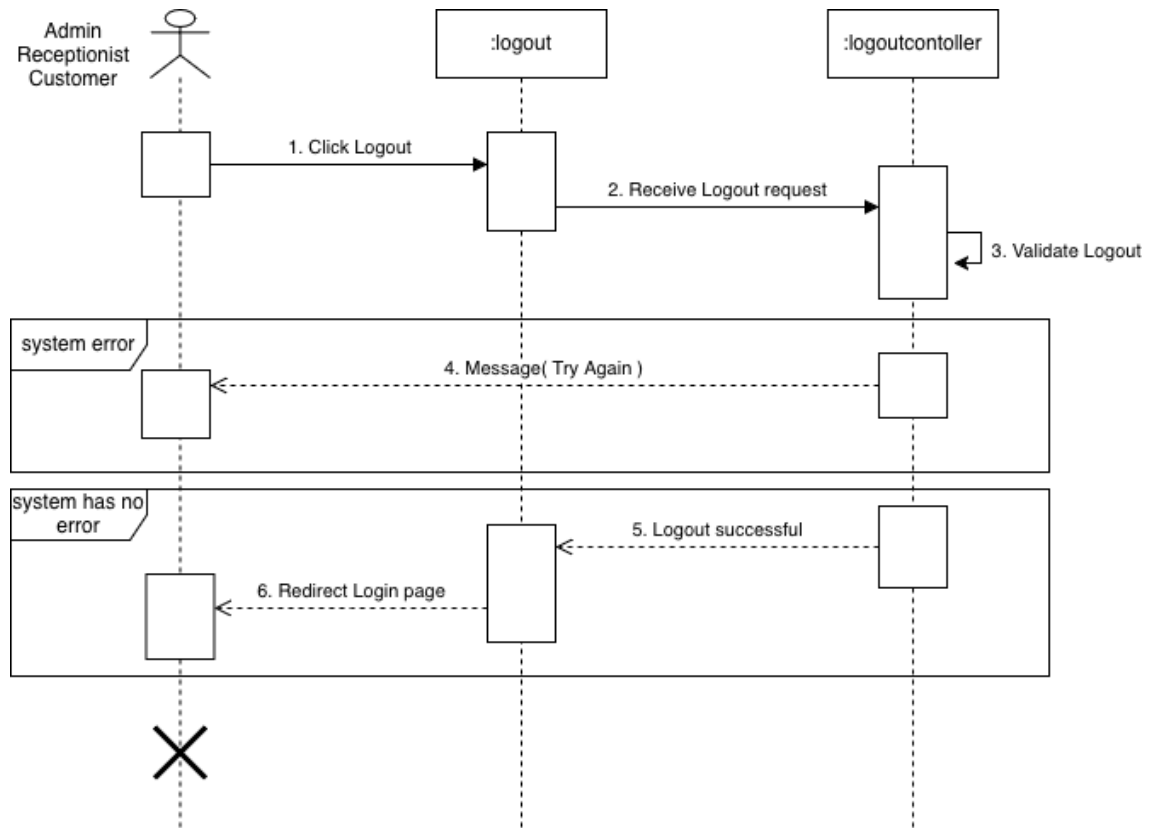 Admin
Receptionist
Customer
:logout
:logoutcontoller
1. Click Logout
2. Receive Logout request
3. Validate Logout
system error
4. Message( Try Again )
system has no
error
5. Logout successful
6. Redirect Login page